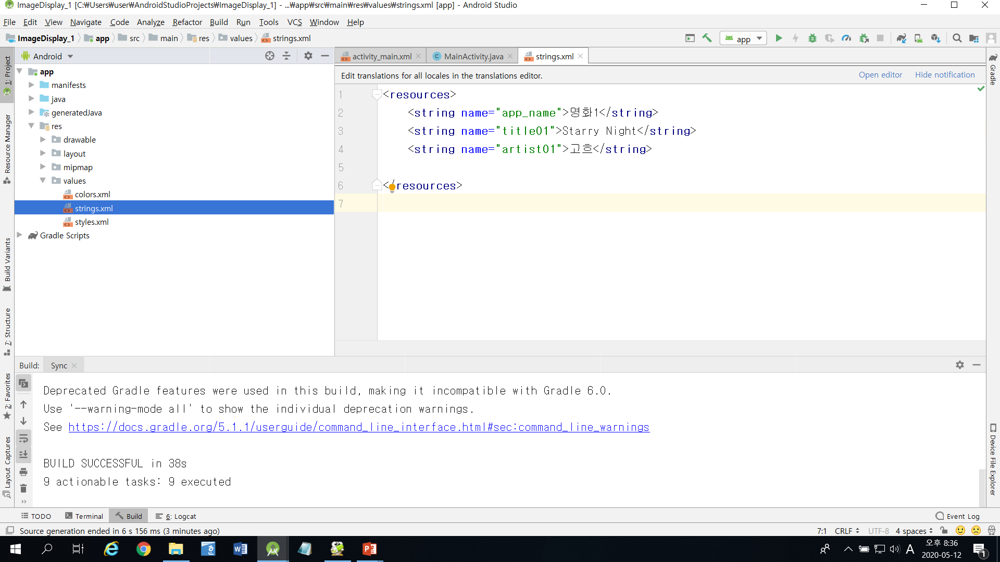 ImageDisplay_1 [C:₩Users₩user₩AndroidStudioProjects₩ImageDisplay_1] - ...₩app₩src₩main₩res₩values₩strings.xml [app] - Android Studio
File Edit View Navigate Code Analyze Refactor Build Run Tools VCS Window Help
ImageDisplay_1 app src main res values strings.xml
app
Android
activity_main.xml MainActivity.java strings.xml
Edit translations for all locales in the translations editor. Open editor Hide notification
1: Project
Resource Manager
Build Variants
7: Structure
2: Favorites
Layout Captures
app
manifests
java
generatedJava
res
drawable
layout
mipmap
values
colors.xml
strings.xml
styles.xml
Gradle Scripts
1 <resources>
2 <string name="app_name">명화1</string>
3 <string name="title01">Starry Night</string>
4 <string name="artist01">고흐</string>
5
6 </resources>
7
Gradle
Device File Explorer
Build: Sync
Deprecated Gradle features were used in this build, making it incompatible with Gradle 6.0.
Use '--warning-mode all' to show the individual deprecation warnings.
See https://docs.gradle.org/5.1.1/userguide/command_line_interface.html#sec:command_line_warnings
BUILD SUCCESSFUL in 38s
9 actionable tasks: 9 executed
TODO Terminal Build 6: Logcat Event Log
Source generation ended in 6 s 156 ms (3 minutes ago) 7:1 CRLF UTF-8 4 spaces
A 오후 8:36
2020-05-12
1